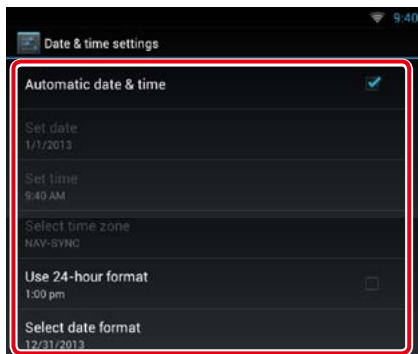 9:40
Date & time settings
Automatic date & time
Set date
1/1/2013
Set time
9:40 AM
Select time zone
NAV-SYNC
Use 24-hour format
1:00 pm
Select date format
12/31/2013